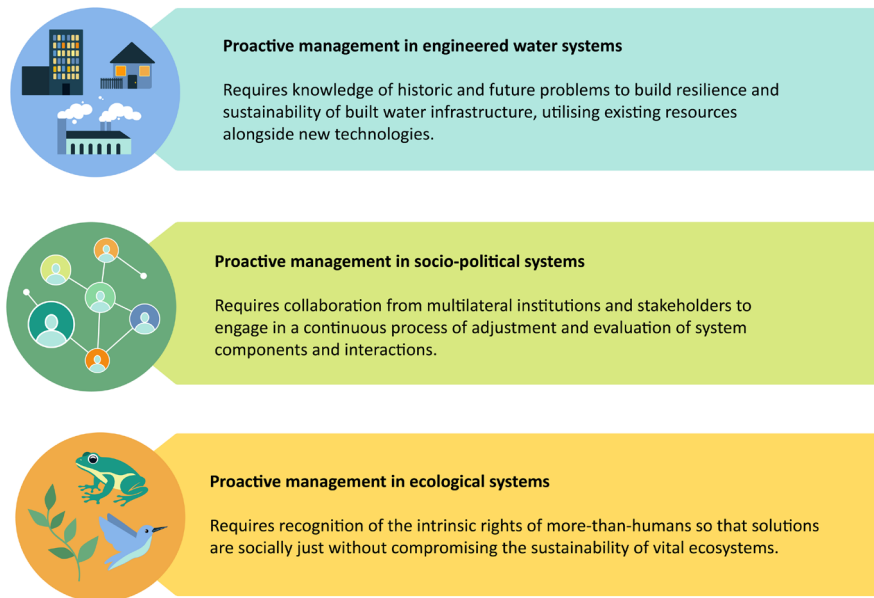 Proactive management in engineered water systems
Requires knowledge of historic and future problems to build resilience and
sustainability of built water infrastructure, utilising existing resources
alongside new technologies.
Proactive management in socio-political systems
Requires collaboration from multilateral institutions and stakeholders to
engage in a continuous process of adjustment and evaluation of system
components and interactions.
Proactive management in ecological systems
Requires recognition of the intrinsic rights of more-than-humans so that solutions
are socially just without compromising the sustainability of vital ecosystems.